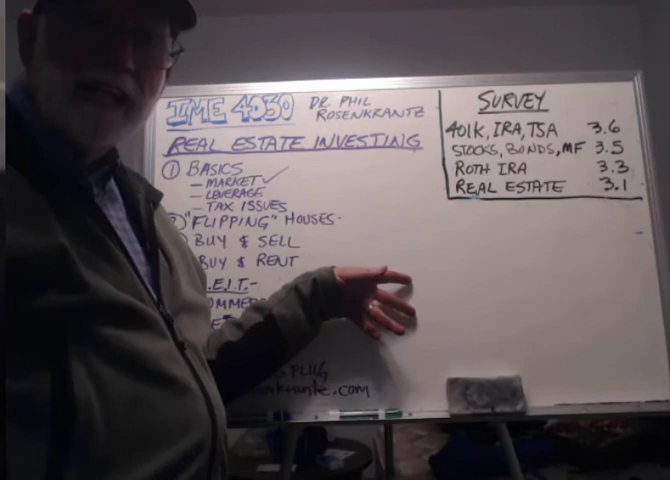 IME 4030 DR. PHIL
ROSENKRANTZ
REAL ESTATE INVESTING
① BASICS
- MARKET ✓
- LEVERAGE
- TAX ISSUES
"FLIPPING" HOUSES-
BUY & SELL
BUY & RENT
.E.I.T.-
PLUG
.com
SURVEY
401K, IRA, TSA 3.6
STOCKS, BONDS, MF 3.5
ROTH IRA 3.3
REAL ESTATE 3.1